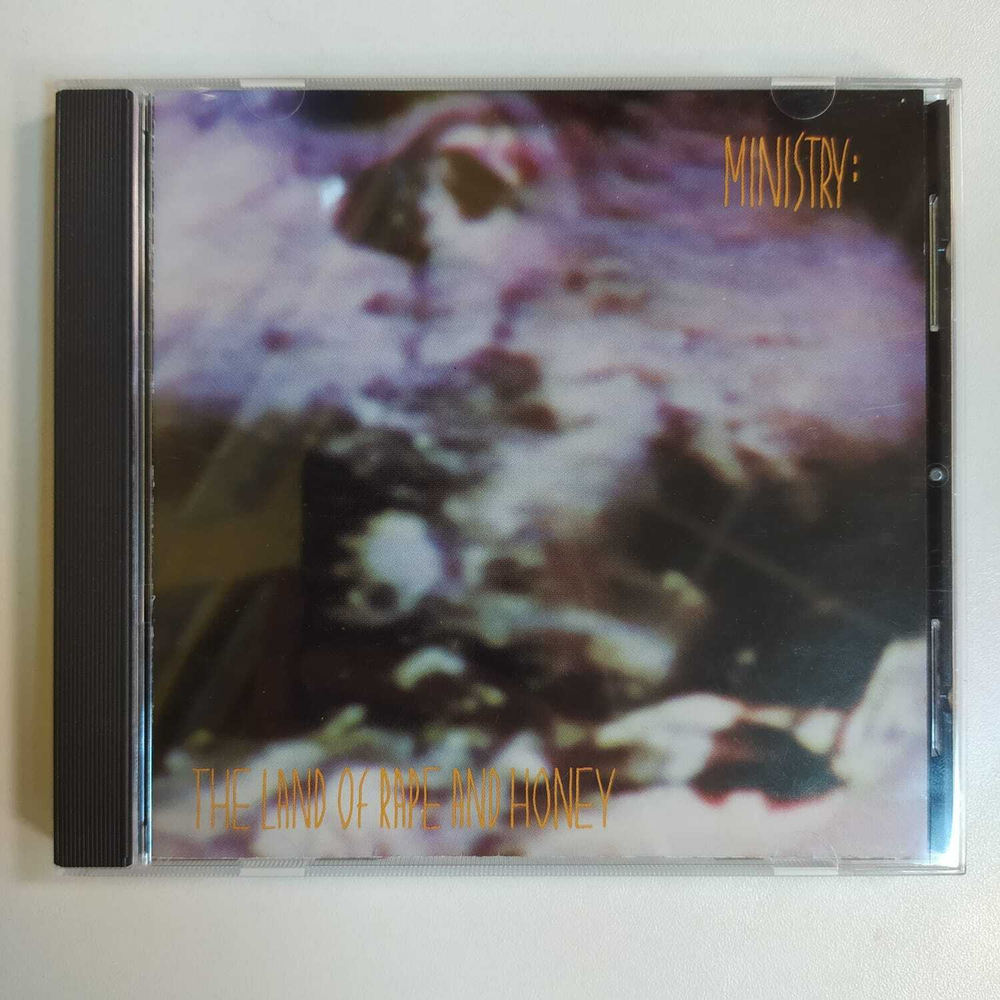 MINISTRY:
THE LAND OF RAPE AND HONEY